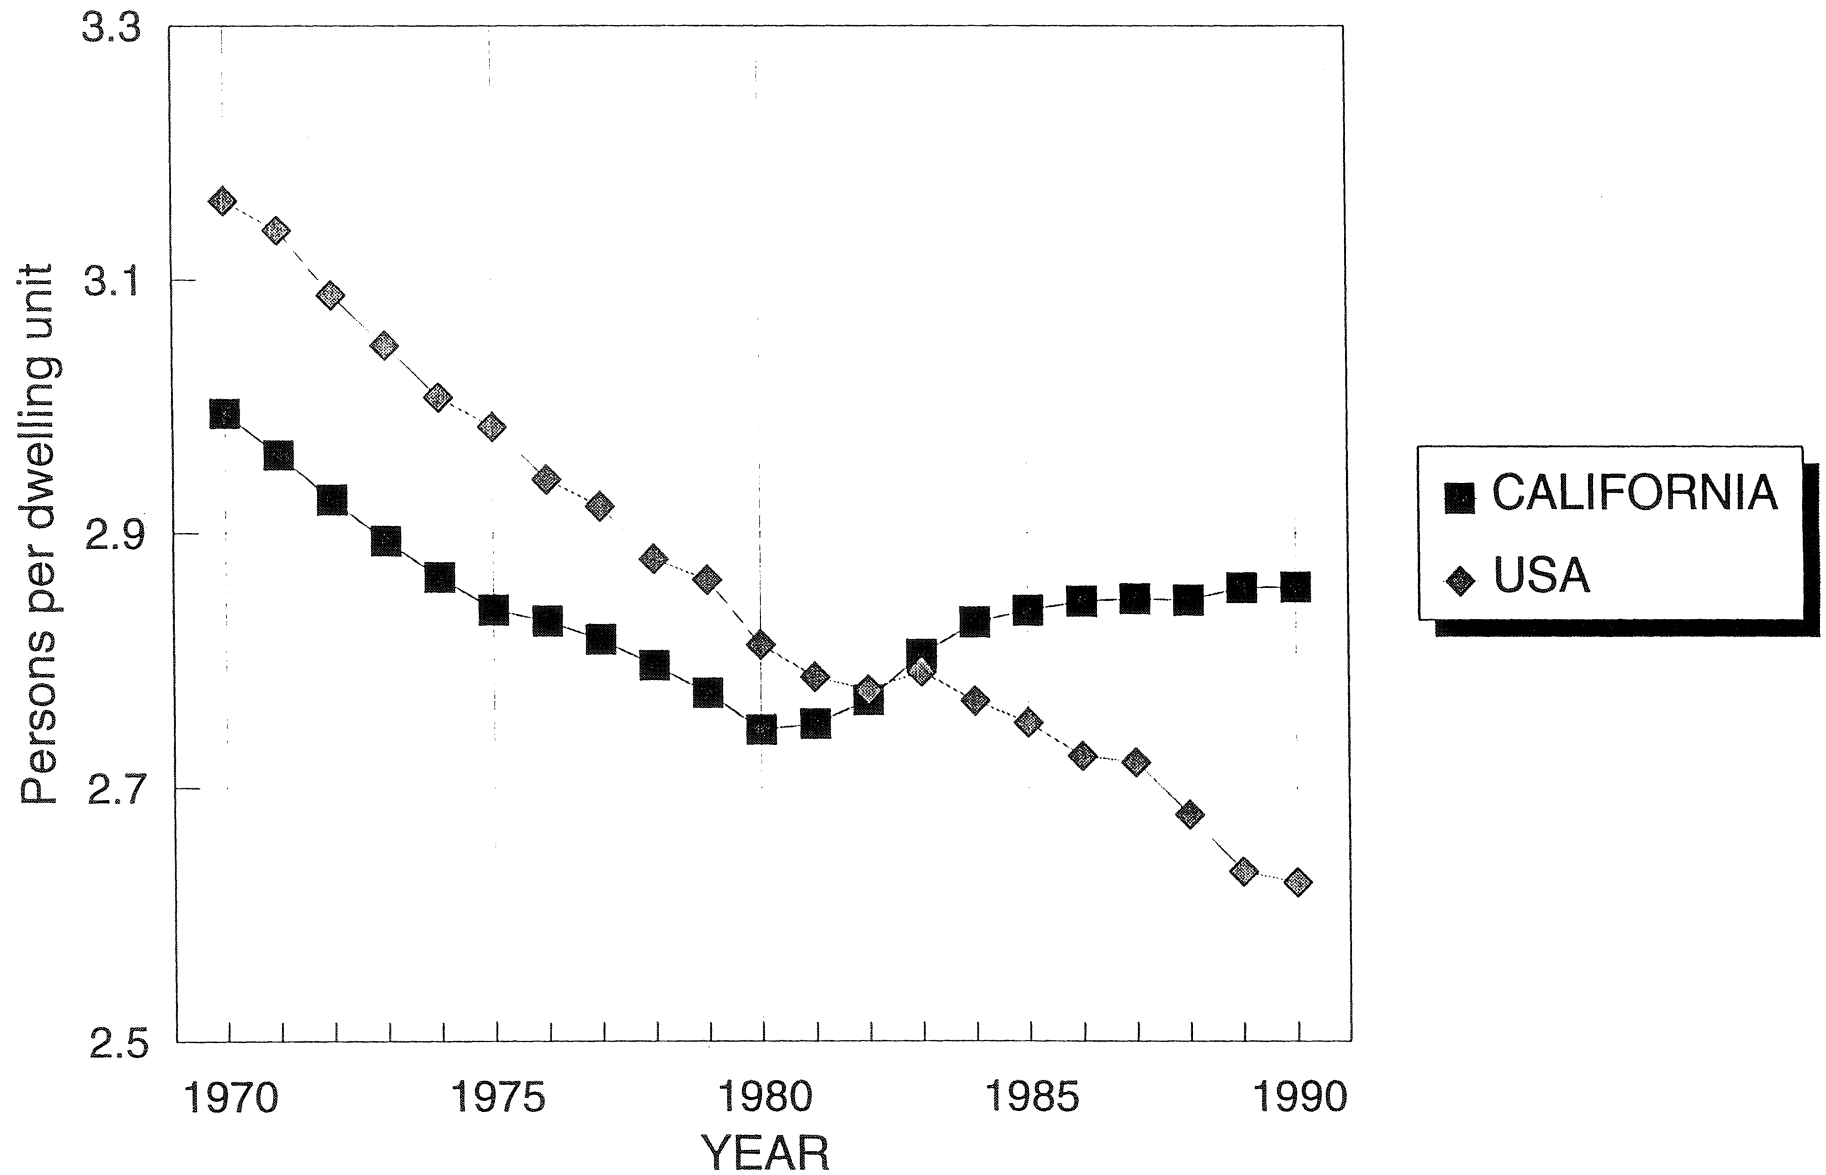 3.3
3.1
2.9
2.7
2.5
Persons per dwelling unit
1970 1975 1980 1985 1990
YEAR
CALIFORNIA
USA